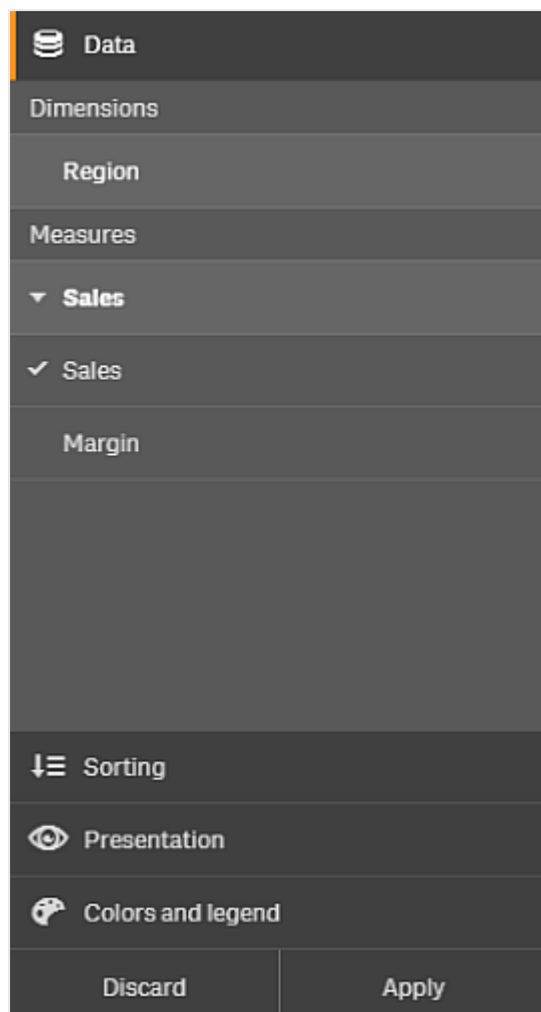 Data
Dimensions
Region
Measures
Sales
Sales
Margin
Sorting
Presentation
Colors and legend
Discard Apply